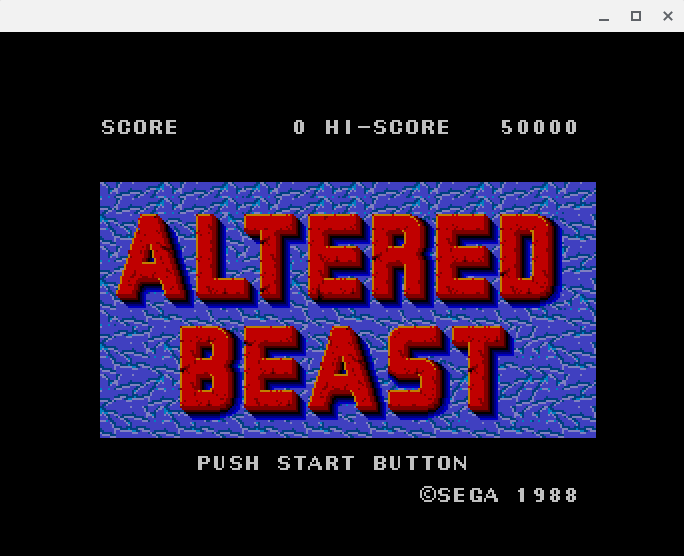 SCORE 0 HI-SCORE 50000
ALTERED
BEAST
PUSH START BUTTON
©SEGA 1988